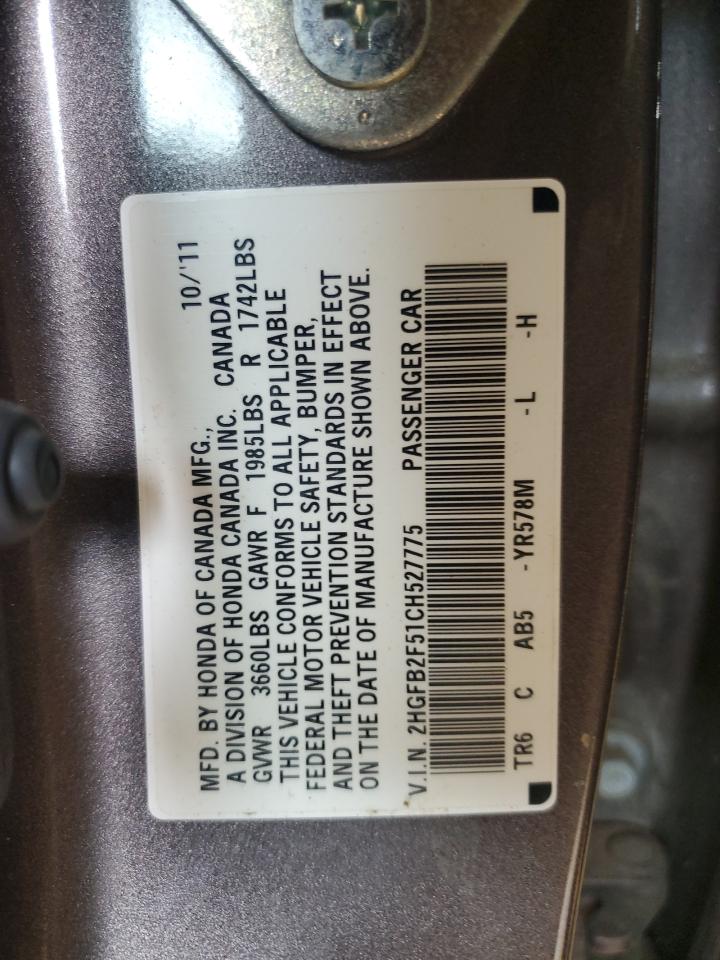 MFD. BY HONDA OF CANADA MFG., 10/'11
A DIVISION OF HONDA CANADA INC. CANADA
GVWR 3660LBS GAWR F 1985LBS R 1742LBS
THIS VEHICLE CONFORMS TO ALL APPLICABLE
FEDERAL MOTOR VEHICLE SAFETY, BUMPER,
AND THEFT PREVENTION STANDARDS IN EFFECT
ON THE DATE OF MANUFACTURE SHOWN ABOVE.
V.I.N. 2HGFB2F51CH527775 PASSENGER CAR
TR6 C AB5 -YR578M -L -H